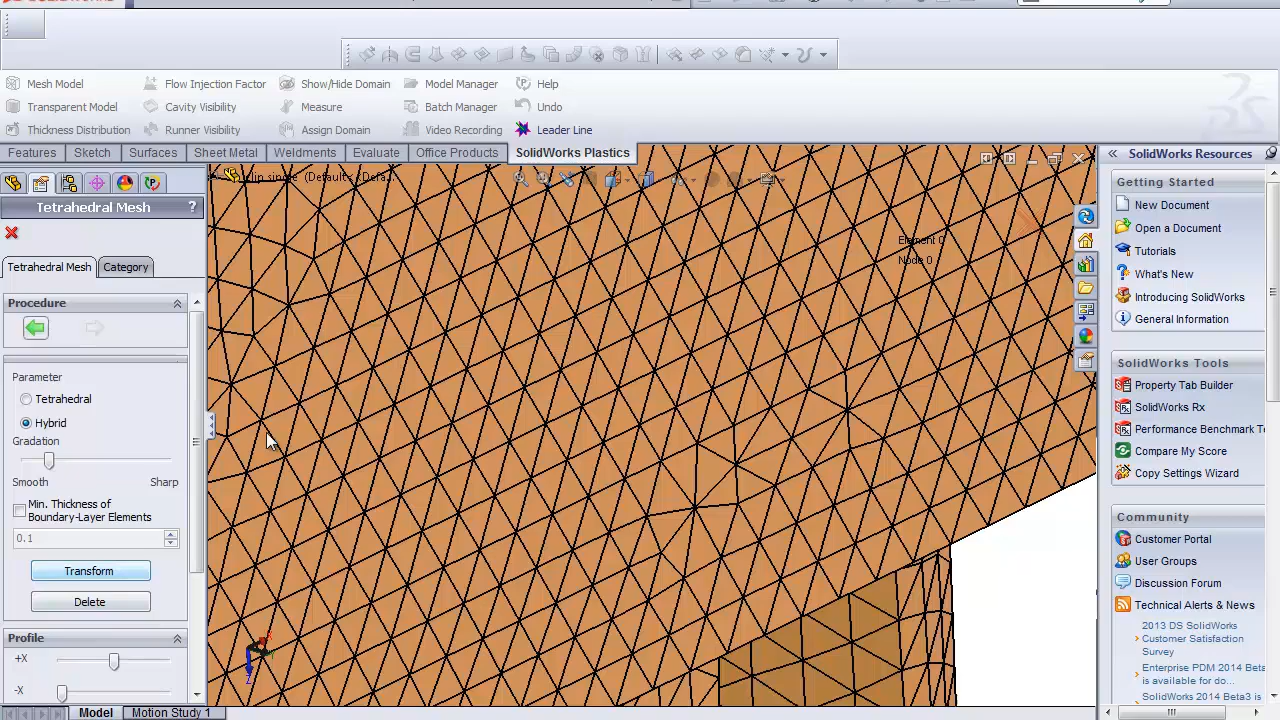 Mesh Model
Flow Injection Factor
Show/Hide Domain
Model Manager
Help
Transparent Model
Cavity Visibility
Measure
Batch Manager
Undo
Thickness Distribution
Runner Visibility
Assign Domain
Video Recording
Leader Line
Features
Sketch
Surfaces
Sheet Metal
Weldments
Evaluate
Office Products
SolidWorks Plastics
clip single (Default< <Defa...
Tetrahedral Mesh
?
Tetrahedral Mesh
Category
Procedure
Parameter
Tetrahedral
Hybrid
Gradation
Smooth
Sharp
Min. Thickness of
Boundary-Layer Elements
0.1
Transform
Delete
Profile
+X
-X
Element 0
Node 0
Model
Motion Study 1
SolidWorks Resources
Getting Started
New Document
Open a Document
Tutorials
What's New
Introducing SolidWorks
General Information
SolidWorks Tools
Property Tab Builder
SolidWorks Rx
Performance Benchmark Te
Compare My Score
Copy Settings Wizard
Community
Customer Portal
User Groups
Discussion Forum
Technical Alerts & News
2013 DS SolidWorks
Customer Satisfaction
Survey
Enterprise PDM 2014 Beta
is available for do...
SolidWorks 2014 Beta3 is